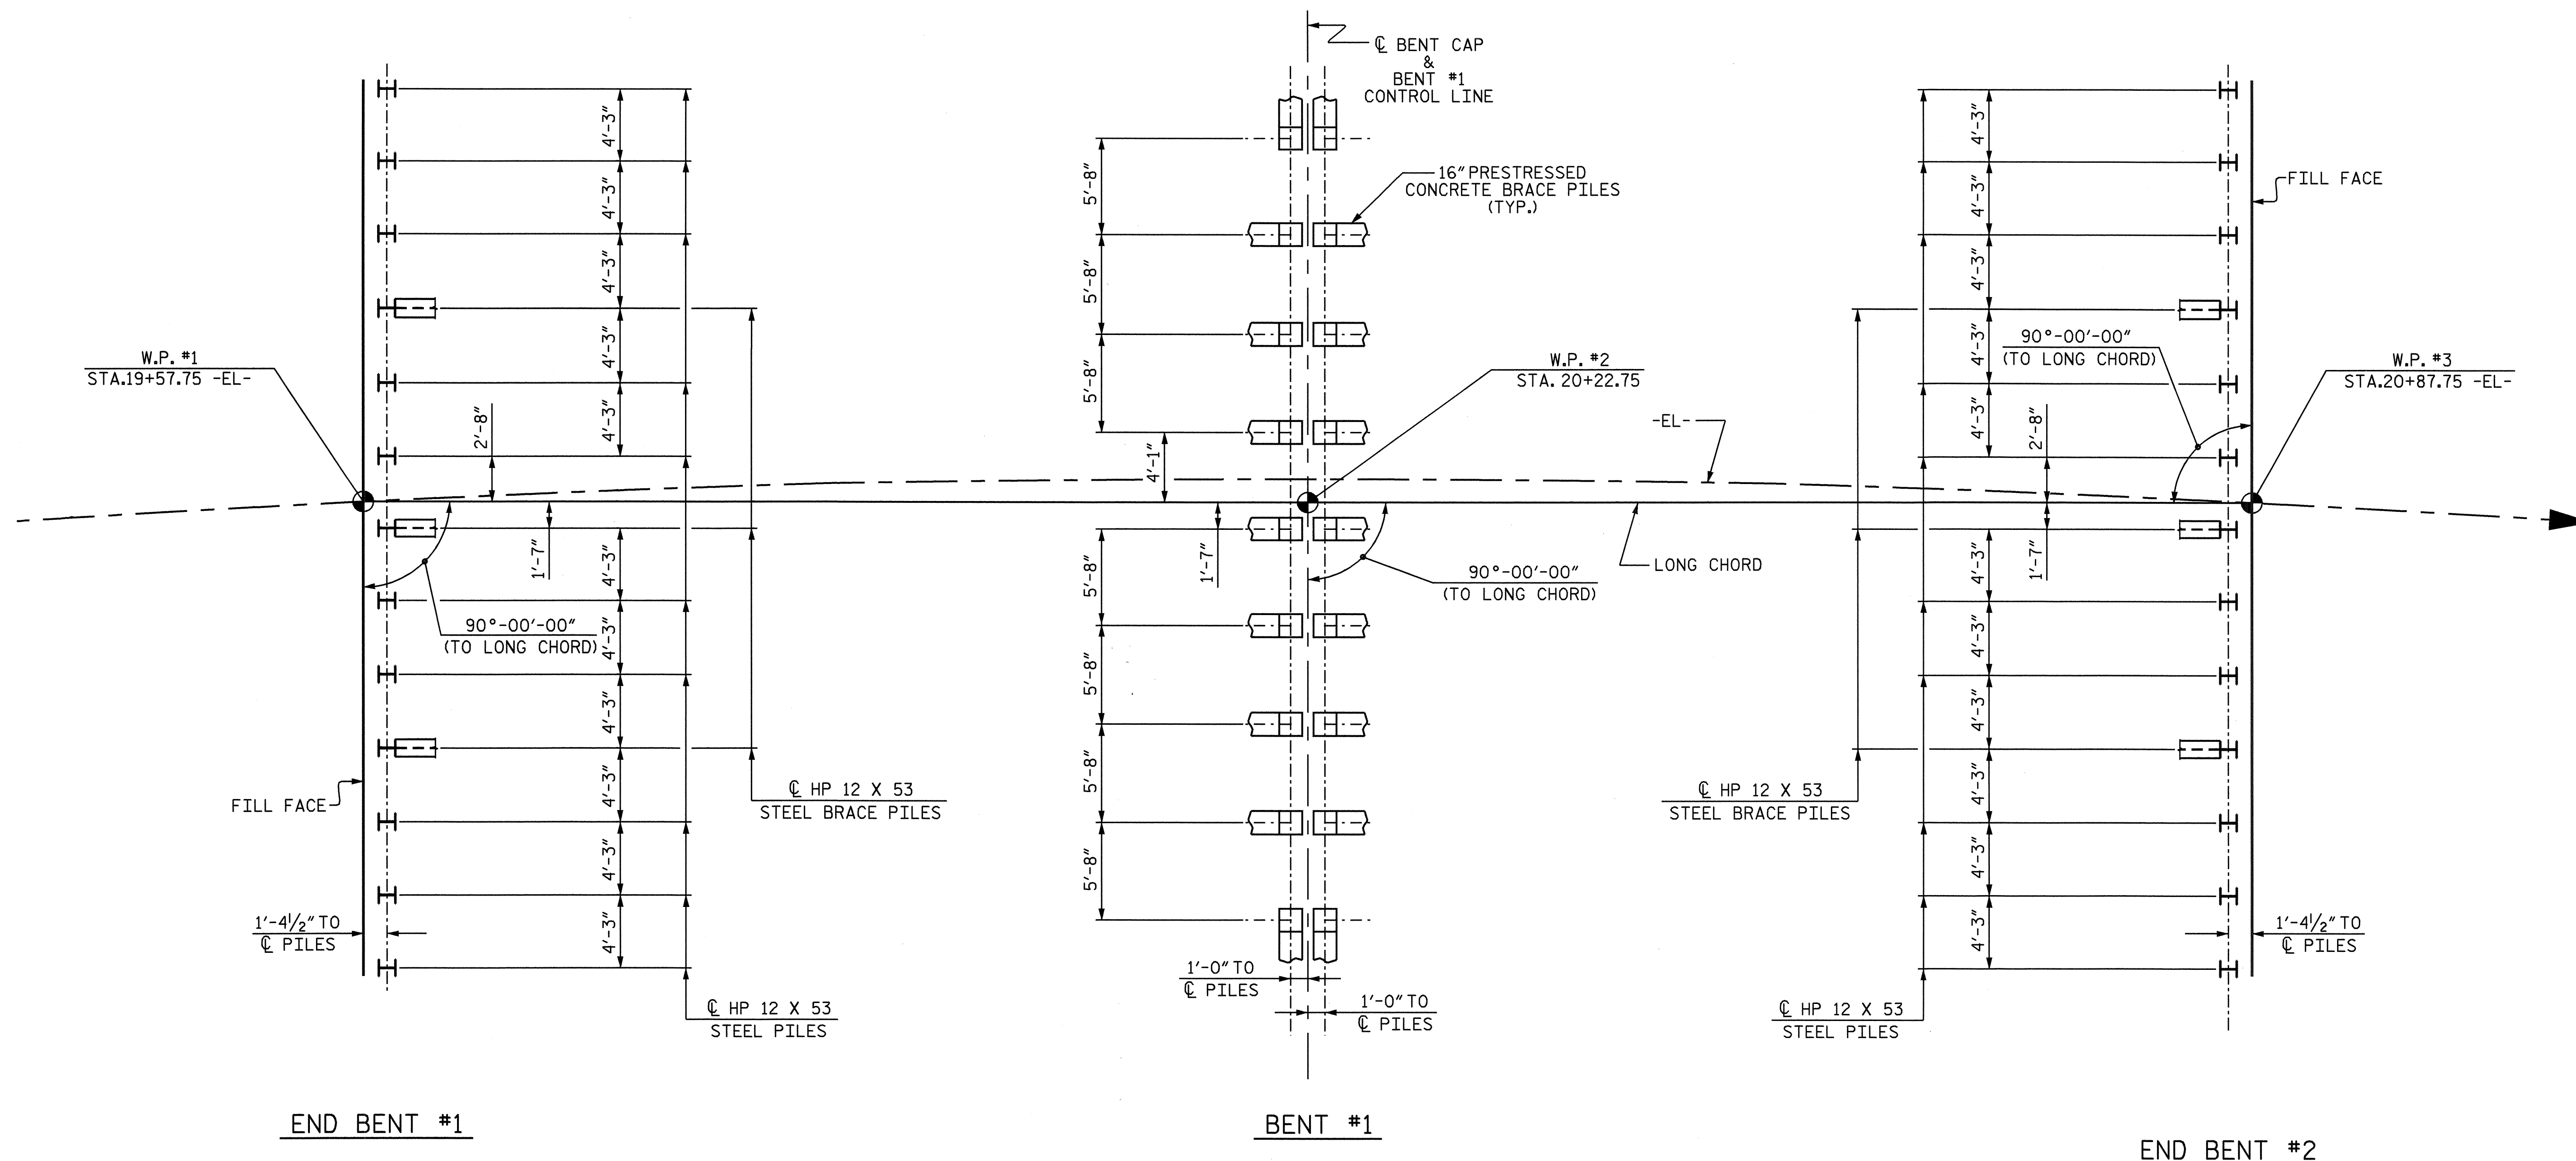 ℄ BENT CAP
&
BENT #1
CONTROL LINE
4'-3"
4'-3"
4'-3"
4'-3"
4'-3"
2'-8"
1'-7"
4'-3"
4'-3"
4'-3"
4'-3"
4'-3"
4'-3"
W.P. #1
STA.19+57.75 -EL-
90°-00'-00"
(TO LONG CHORD)
FILL FACE
1'-4½" TO
℄ PILES
℄ HP 12 X 53
STEEL BRACE PILES
℄ HP 12 X 53
STEEL PILES
END BENT #1
5'-8"
5'-8"
5'-8"
4'-1"
1'-7"
5'-8"
5'-8"
5'-8"
5'-8"
16" PRESTRESSED
CONCRETE BRACE PILES
(TYP.)
W.P. #2
STA. 20+22.75
-EL-
90°-00'-00"
(TO LONG CHORD)
LONG CHORD
1'-0" TO
℄ PILES
1'-0" TO
℄ PILES
BENT #1
4'-3"
4'-3"
4'-3"
4'-3"
4'-3"
2'-8"
1'-7"
4'-3"
4'-3"
4'-3"
4'-3"
4'-3"
4'-3"
FILL FACE
90°-00'-00"
(TO LONG CHORD)
W.P. #3
STA.20+87.75 -EL-
℄ HP 12 X 53
STEEL BRACE PILES
1'-4½" TO
℄ PILES
℄ HP 12 X 53
STEEL PILES
END BENT #2